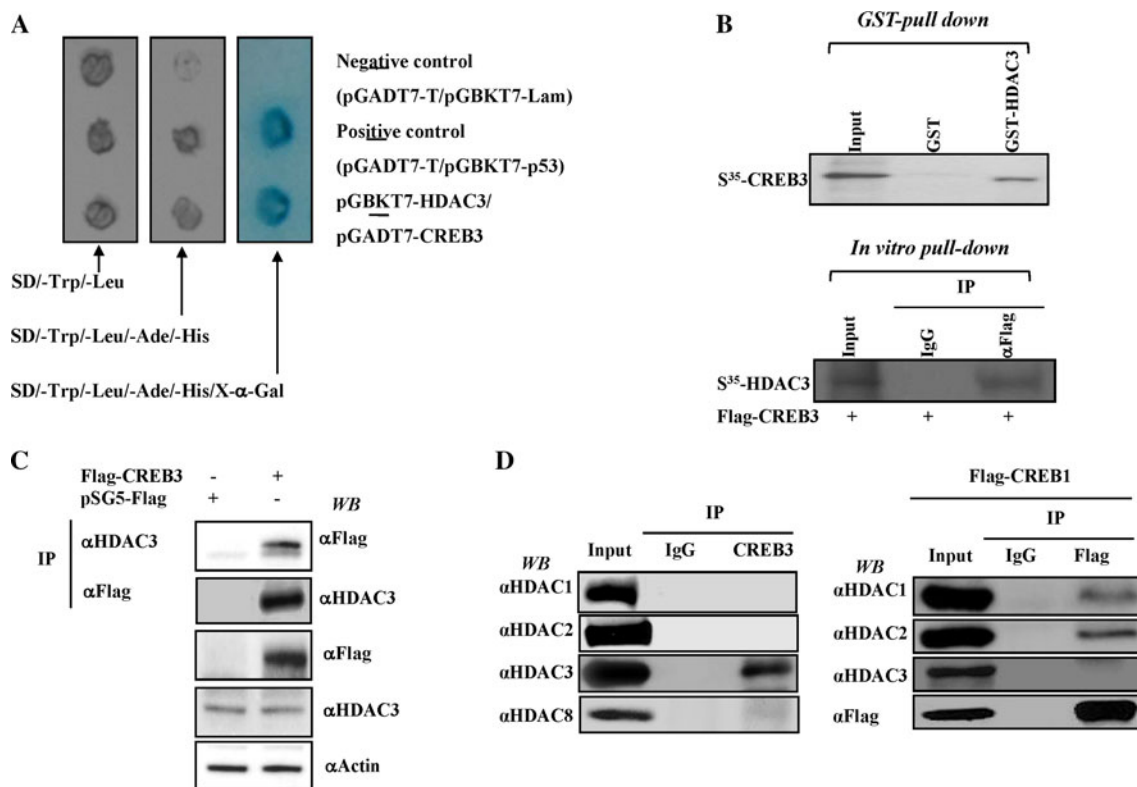 A
Negative control
(pGADT7-T/pGBKT7-Lam)
Positive control
(pGADT7-T/pGBKT7-p53)
pGBKT7-HDAC3/
pGADT7-CREB3
SD/-Trp/-Leu
SD/-Trp/-Leu/-Ade/-His
SD/-Trp/-Leu/-Ade/-His/X-α-Gal
B
GST-pull down
Input
GST
GST-HDAC3
S³⁵-CREB3
In vitro pull-down
IP
Input
IgG
αFlag
S³⁵-HDAC3
Flag-CREB3 + + +
C
Flag-CREB3 - +
pSG5-Flag + - WB
IP αHDAC3 αFlag
αFlag αHDAC3
αFlag
αHDAC3
αActin
D
IP
Input IgG CREB3
WB
αHDAC1
αHDAC2
αHDAC3
αHDAC8
Flag-CREB1
IP
Input IgG Flag
WB
αHDAC1
αHDAC2
αHDAC3
αFlag